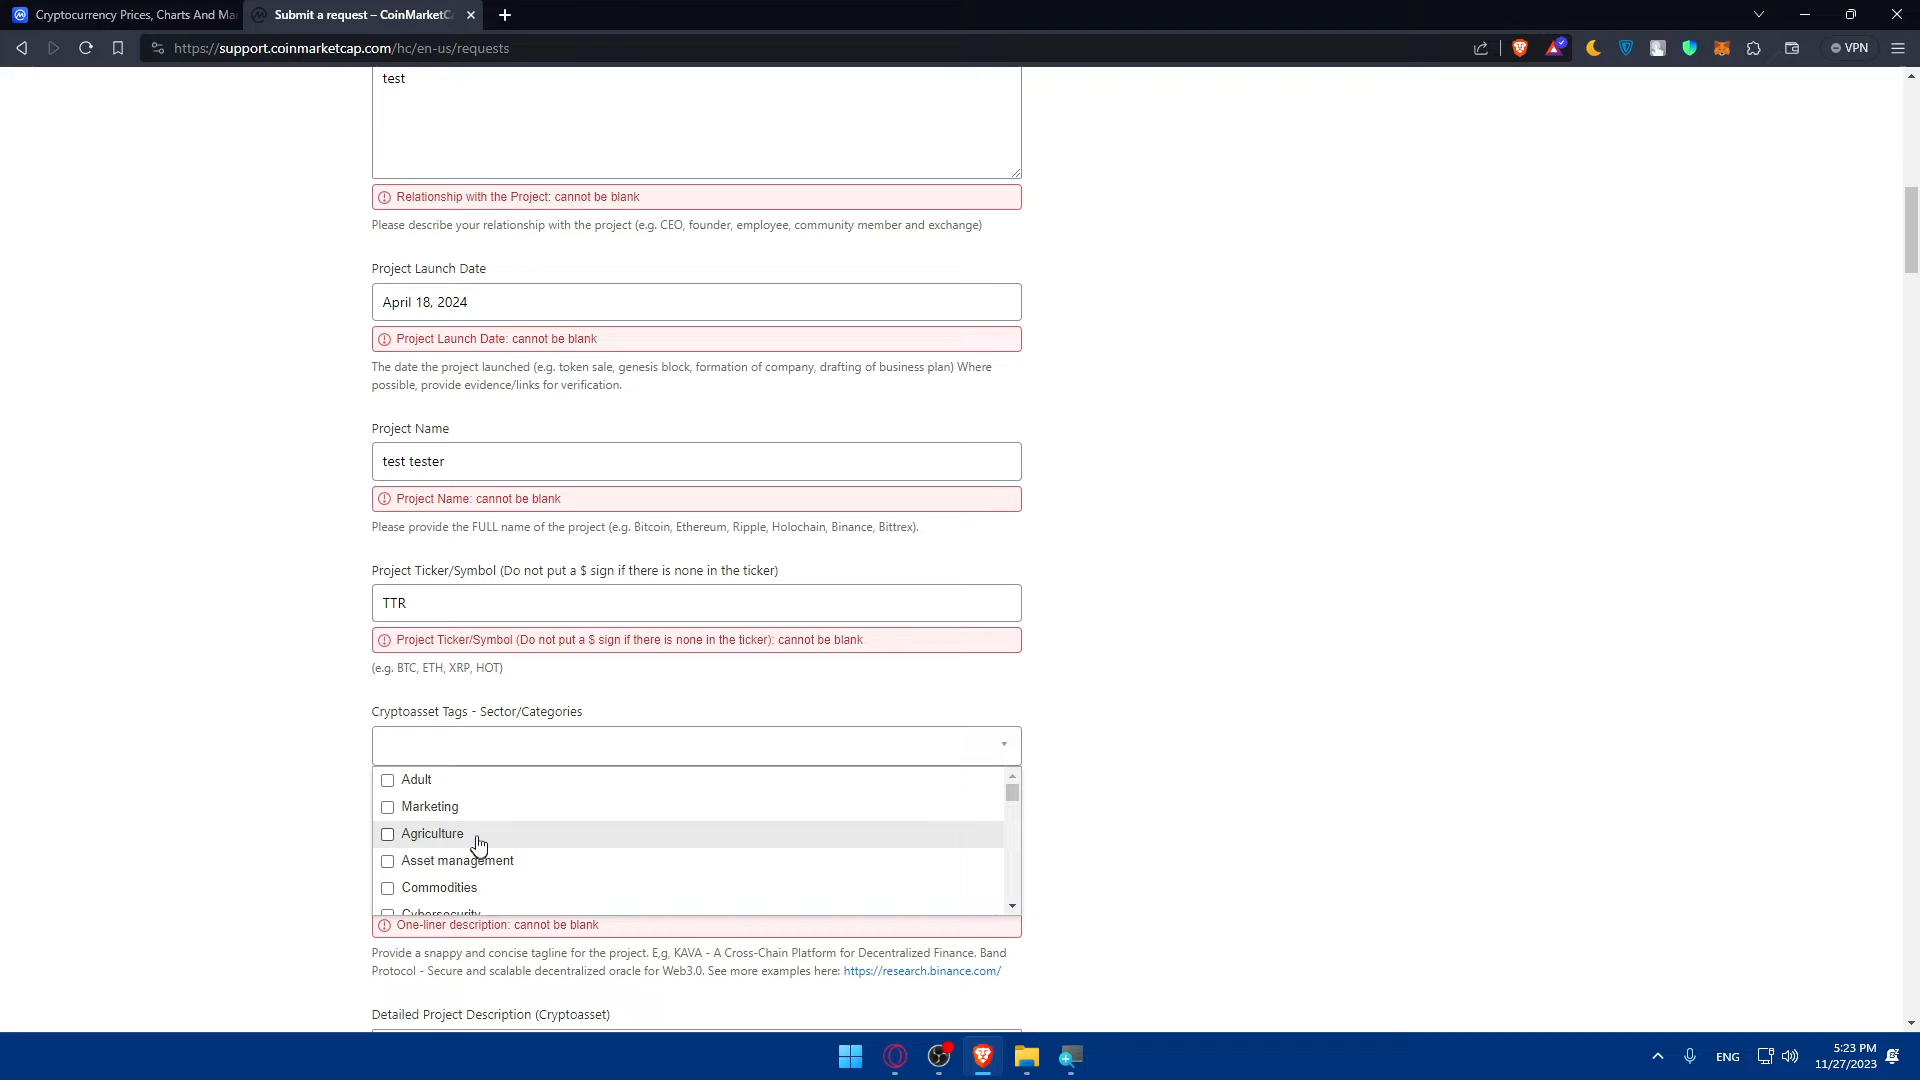 Cryptocurrency Prices, Charts And Ma
Submit a request – CoinMarketC
https://support.coinmarketcap.com/hc/en-us/requests
VPN
test
Relationship with the Project: cannot be blank
Please describe your relationship with the project (e.g. CEO, founder, employee, community member and exchange)
Project Launch Date
April 18, 2024
Project Launch Date: cannot be blank
The date the project launched (e.g. token sale, genesis block, formation of company, drafting of business plan) Where
possible, provide evidence/links for verification.
Project Name
test tester
Project Name: cannot be blank
Please provide the FULL name of the project (e.g. Bitcoin, Ethereum, Ripple, Holochain, Binance, Bittrex).
Project Ticker/Symbol (Do not put a $ sign if there is none in the ticker)
TTR
Project Ticker/Symbol (Do not put a $ sign if there is none in the ticker): cannot be blank
(e.g. BTC, ETH, XRP, HOT)
Cryptoasset Tags - Sector/Categories
Adult
Marketing
Agriculture
Asset management
Commodities
Cybersecurity
One-liner description: cannot be blank
Provide a snappy and concise tagline for the project. E,g, KAVA - A Cross-Chain Platform for Decentralized Finance. Band
Protocol - Secure and scalable decentralized oracle for Web3.0. See more examples here: https://research.binance.com/
Detailed Project Description (Cryptoasset)
ENG
5:23 PM
11/27/2023